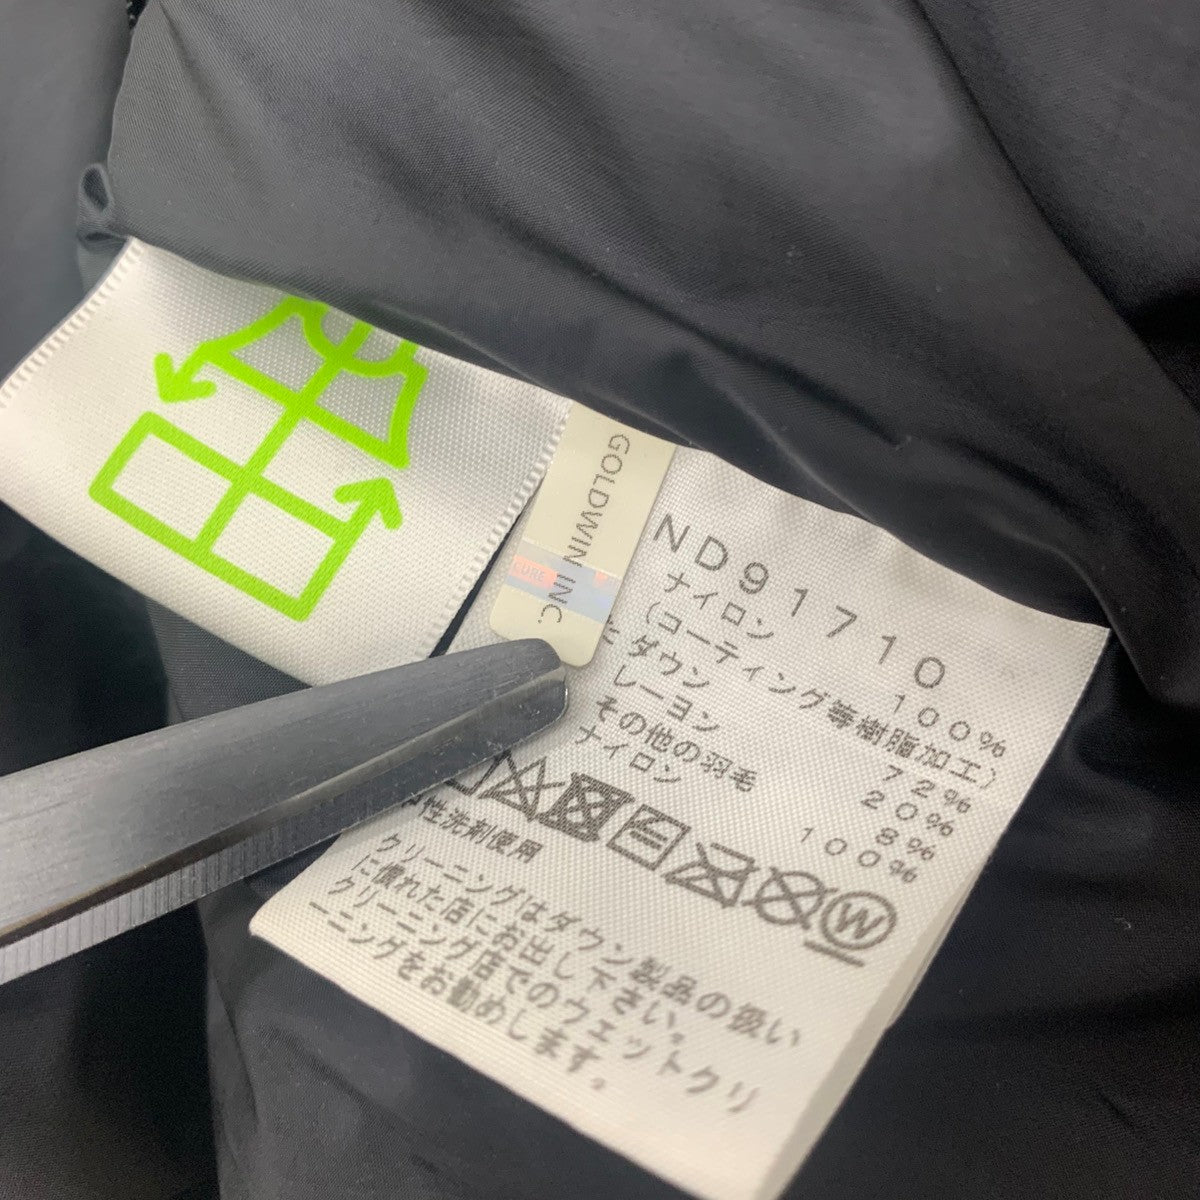 GOLDWIN INC.
CURE
ND91710
ナイロン 100%
(コーティング等樹脂加工)
ダウン 72%
レーヨン 20%
その他の羽毛 8%
ナイロン 100%
W
性洗剤使用
クリーニングはダウン製品の扱い
に慣れた店にお出し下さい。
クリーニング店でのウェットクリ
ーニングをお勧めします。